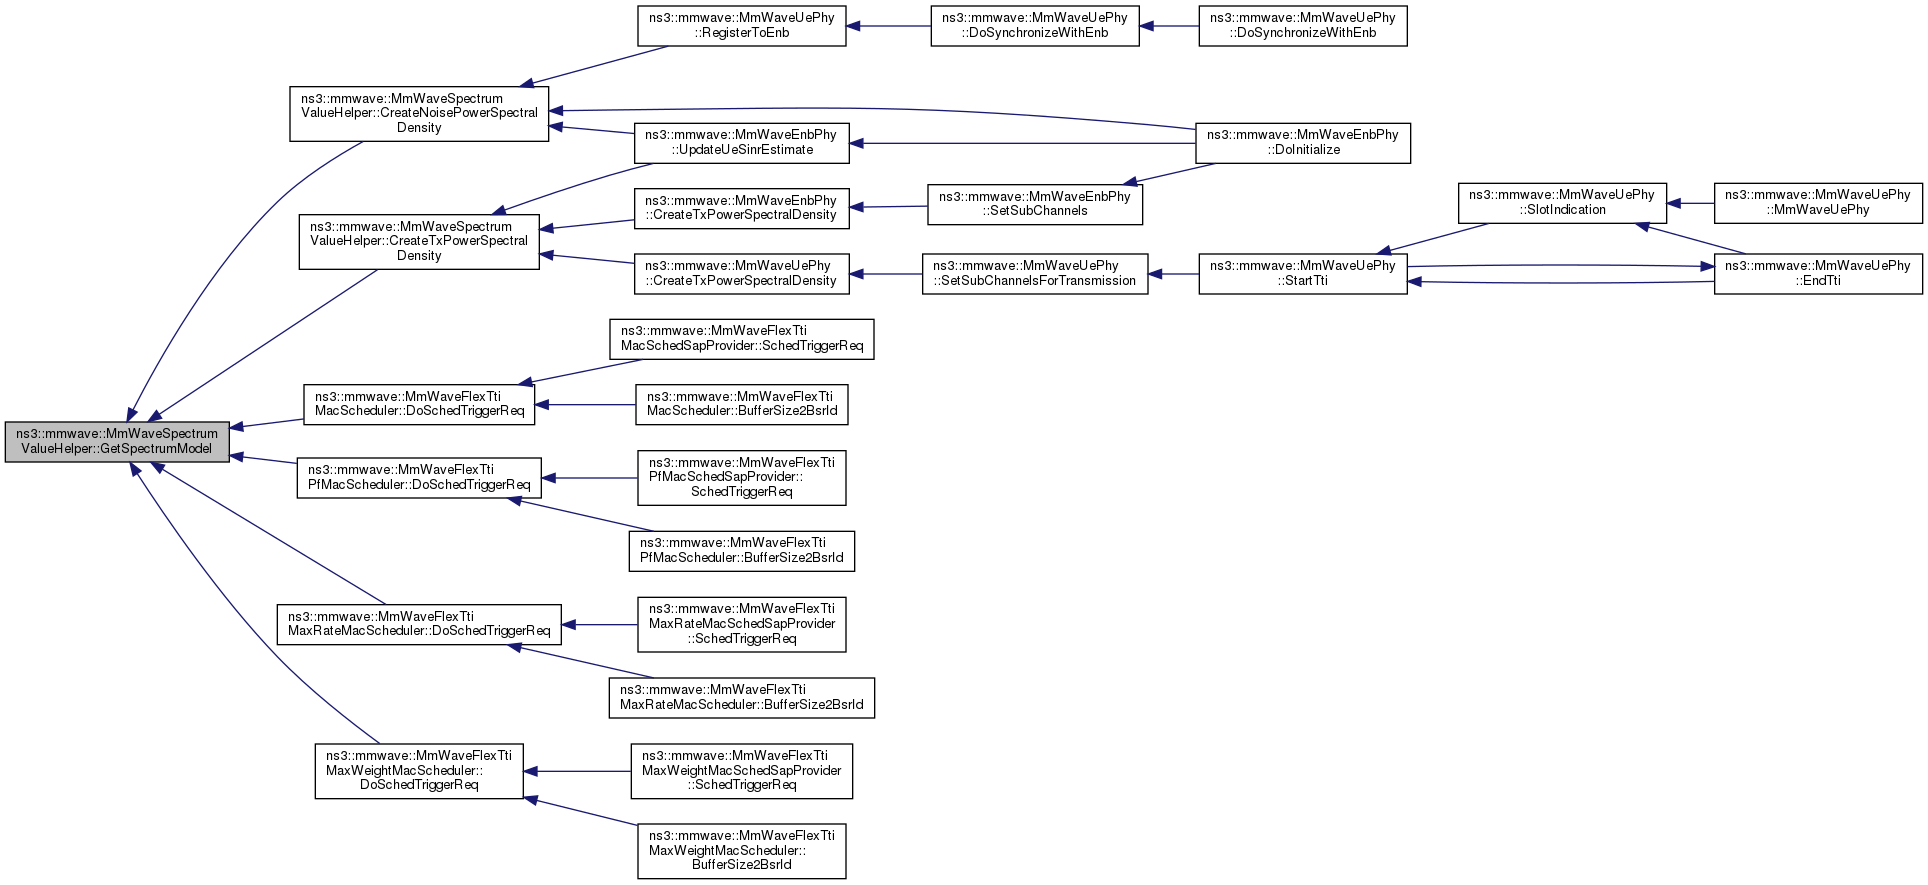 ns3::mmwave::MmWaveUePhy
::RegisterToEnb
ns3::mmwave::MmWaveUePhy
::DoSynchronizeWithEnb
ns3::mmwave::MmWaveUePhy
::DoSynchronizeWithEnb
ns3::mmwave::MmWaveSpectrum
ValueHelper::CreateNoisePowerSpectral
Density
ns3::mmwave::MmWaveEnbPhy
::UpdateUeSinrEstimate
ns3::mmwave::MmWaveEnbPhy
::DoInitialize
ns3::mmwave::MmWaveSpectrum
ValueHelper::CreateTxPowerSpectral
Density
ns3::mmwave::MmWaveEnbPhy
::CreateTxPowerSpectralDensity
ns3::mmwave::MmWaveEnbPhy
::SetSubChannels
ns3::mmwave::MmWaveUePhy
::SlotIndication
ns3::mmwave::MmWaveUePhy
::MmWaveUePhy
ns3::mmwave::MmWaveUePhy
::CreateTxPowerSpectralDensity
ns3::mmwave::MmWaveUePhy
::SetSubChannelsForTransmission
ns3::mmwave::MmWaveUePhy
::StartTti
ns3::mmwave::MmWaveUePhy
::EndTti
ns3::mmwave::MmWaveFlexTti
MacSchedSapProvider::SchedTriggerReq
ns3::mmwave::MmWaveFlexTti
MacScheduler::DoSchedTriggerReq
ns3::mmwave::MmWaveFlexTti
MacScheduler::BufferSize2BsrId
ns3::mmwave::MmWaveSpectrum
ValueHelper::GetSpectrumModel
ns3::mmwave::MmWaveFlexTti
PfMacScheduler::DoSchedTriggerReq
ns3::mmwave::MmWaveFlexTti
PfMacSchedSapProvider::
SchedTriggerReq
ns3::mmwave::MmWaveFlexTti
PfMacScheduler::BufferSize2BsrId
ns3::mmwave::MmWaveFlexTti
MaxRateMacScheduler::DoSchedTriggerReq
ns3::mmwave::MmWaveFlexTti
MaxRateMacSchedSapProvider
::SchedTriggerReq
ns3::mmwave::MmWaveFlexTti
MaxRateMacScheduler::BufferSize2BsrId
ns3::mmwave::MmWaveFlexTti
MaxWeightMacScheduler::
DoSchedTriggerReq
ns3::mmwave::MmWaveFlexTti
MaxWeightMacSchedSapProvider
::SchedTriggerReq
ns3::mmwave::MmWaveFlexTti
MaxWeightMacScheduler::
BufferSize2BsrId